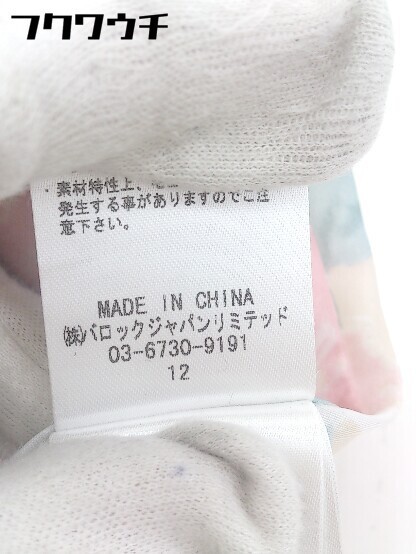 フクワウチ
・素材特性上、
発生する事がありますのでご注
意下さい。
MADE IN CHINA
㈱バロックジャパンリミテッド
03-6730-9191
12